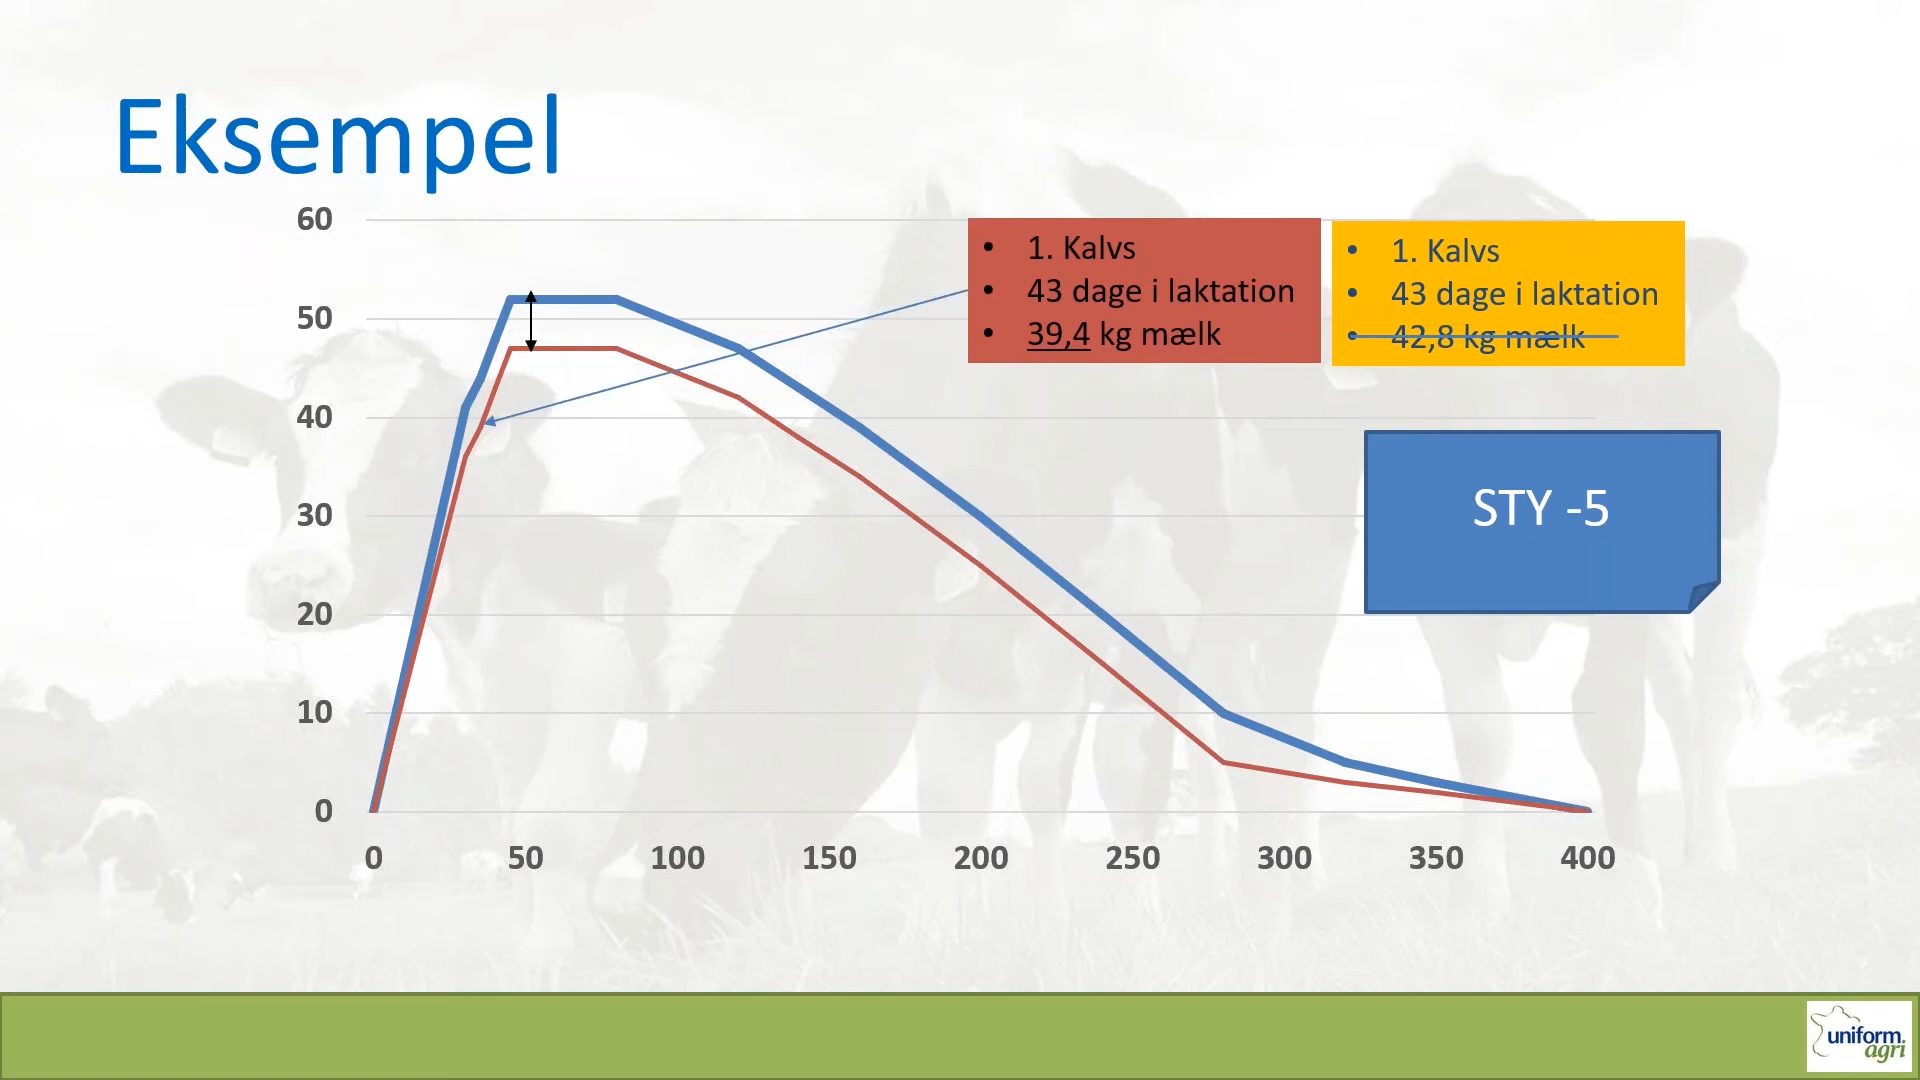 Eksempel
60
50
40
30
20
10
0
0 50 100 150 200 250 300 350 400
• 1. Kalvs
• 43 dage i laktation
• 39,4 kg mælk
• 1. Kalvs
• 43 dage i laktation
• 42,8 kg mælk
STY -5
uniform
agri